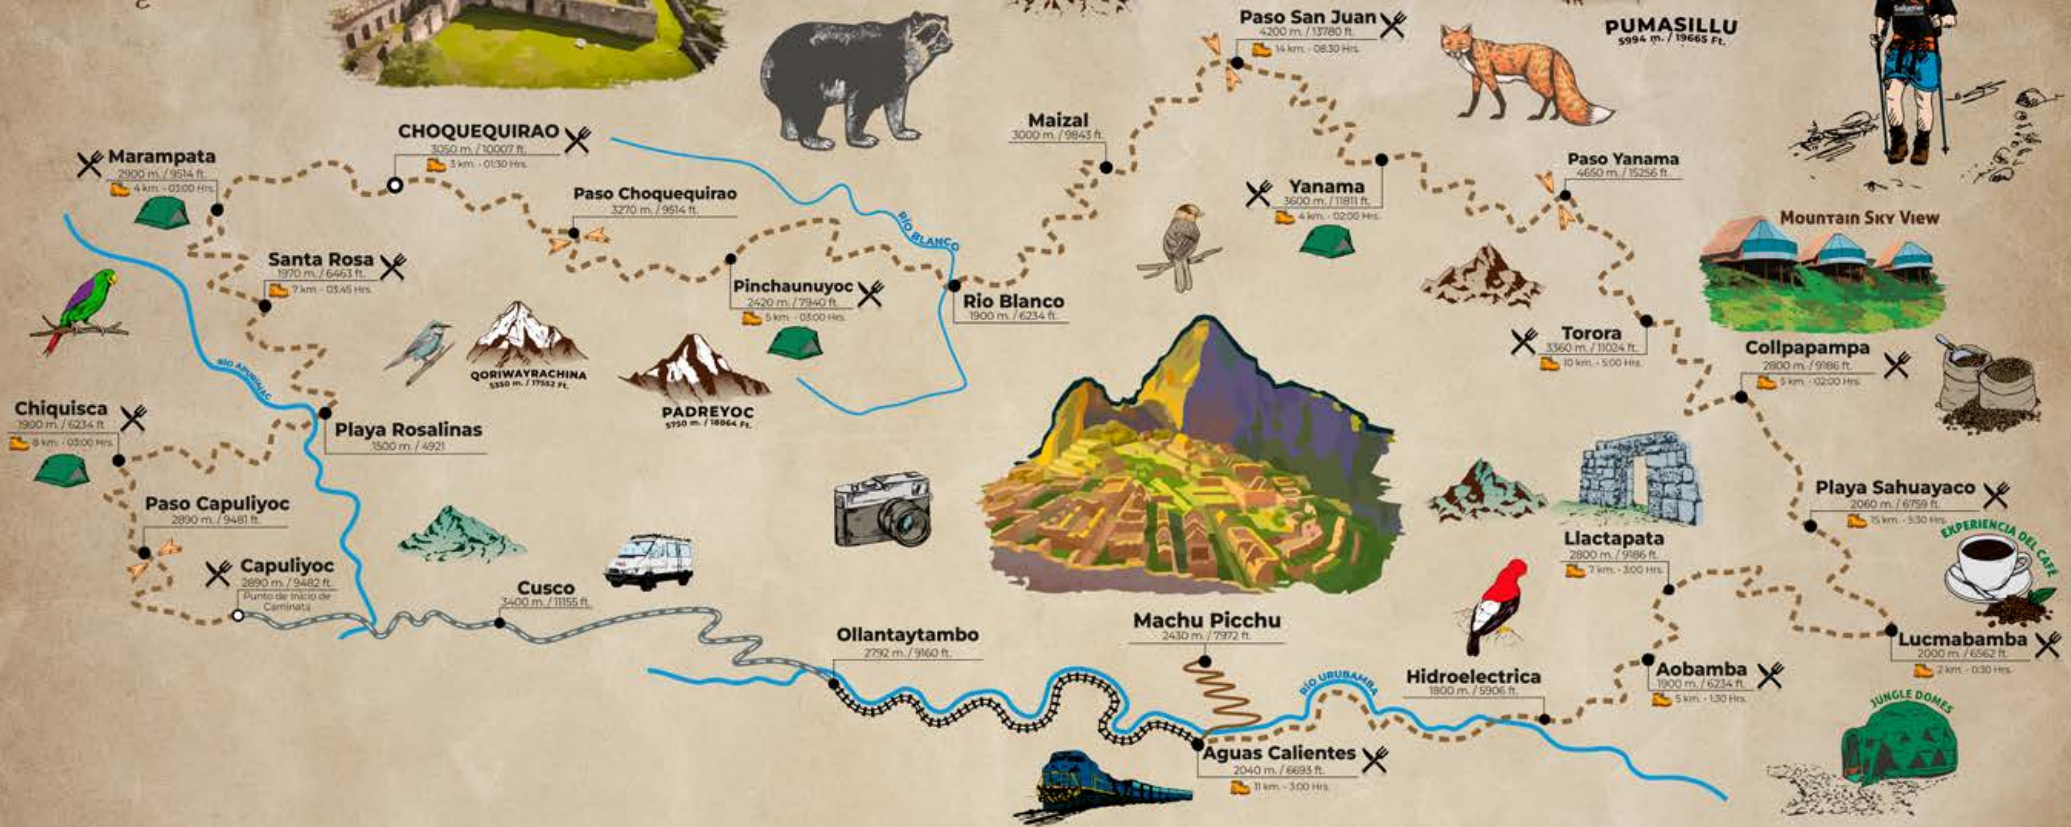 Salkantay
Paso San Juan
4200 m. / 13780 ft.
14 km. - 08:30 Hrs.
PUMASILLU
5994 m. / 19665 Ft.
CHOQUEQUIRAO
3050 m. / 10007 ft.
3 km. - 01:30 Hrs.
Maizal
3000 m. / 9843 ft.
Marampata
2900 m. / 9514 ft.
4 km. - 03:00 Hrs.
Paso Choquequirao
3270 m. / 9514 ft.
Yanama
3600 m. / 11811 ft.
4 km. - 02:00 Hrs.
Paso Yanama
4650 m. / 15256 ft.
MOUNTAIN SKY VIEW
RÍO BLANCO
Santa Rosa
1970 m. / 6463 ft.
7 km. - 03:45 Hrs.
Pinchaunuyoc
2420 m. / 7940 ft.
5 km. - 03:00 Hrs.
Rio Blanco
1900 m. / 6234 ft.
Torora
3360 m. / 11024 ft.
10 km. - 5:00 Hrs.
Collpapampa
2800 m. / 9186 ft.
5 km. - 02:00 Hrs.
QORIWAYRACHINA
5350 m. / 17552 Ft.
PADREYOC
5750 m. / 18864 Ft.
RÍO APURIMAC
Chiquisca
1900 m. / 6234 ft.
8 km. - 03:00 Hrs.
Playa Rosalinas
1500 m. / 4921
Paso Capuliyoc
2890 m. / 9481 ft.
Playa Sahuayaco
2060 m. / 6759 ft.
15 km. - 5:30 Hrs.
EXPERIENCIA DEL CAFÉ
Llactapata
2800 m. / 9186 ft.
7 km. - 3:00 Hrs.
Capuliyoc
2890 m. / 9482 ft.
Punto de Inicio de
Caminata
Cusco
3400 m. / 11155 ft.
Ollantaytambo
2792 m. / 9160 ft.
Machu Picchu
2430 m. / 7972 ft.
RÍO URUBAMBA
Hidroelectrica
1800 m. / 5906 ft.
Aobamba
1900 m. / 6234 ft.
5 km. - 1:30 Hrs.
Lucmabamba
2000 m. / 6562 ft.
2 km. - 0:30 Hrs.
JUNGLE DOMES
Aguas Calientes
2040 m. / 6693 ft.
11 km. - 3:00 Hrs.